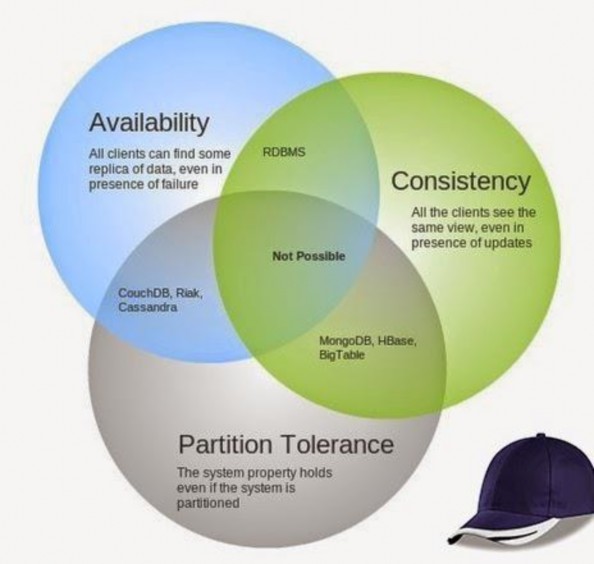 Availability
All clients can find some
replica of data, even in
presence of failure
RDBMS
Consistency
All the clients see the
same view, even in
presence of updates
Not Possible
CouchDB, Riak,
Cassandra
MongoDB, HBase,
BigTable
Partition Tolerance
The system property holds
even if the system is
partitioned